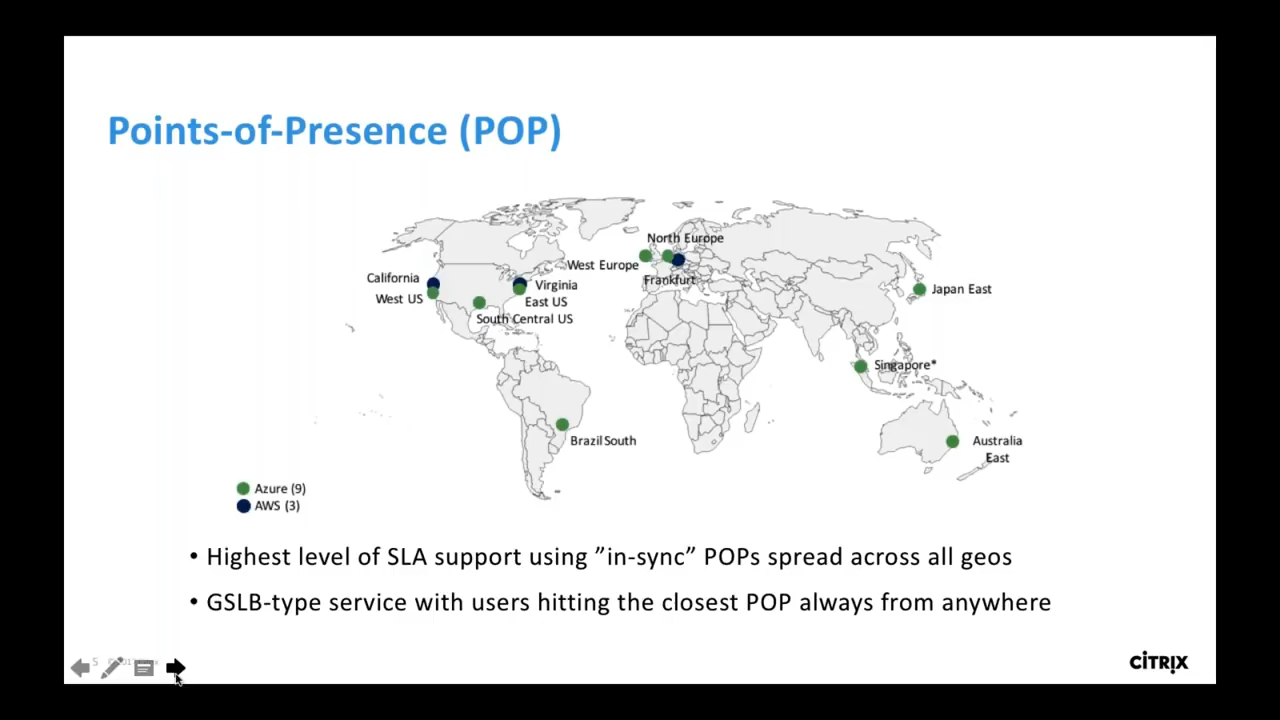 Points-of-Presence (POP)
North Europe
West Europe
Frankfurt
California
West US
Virginia
East US
South Central US
Japan East
Singapore*
Brazil South
Australia
East
Azure (9)
AWS (3)
• Highest level of SLA support using ”in-sync” POPs spread across all geos
• GSLB-type service with users hitting the closest POP always from anywhere
5
CITRIX